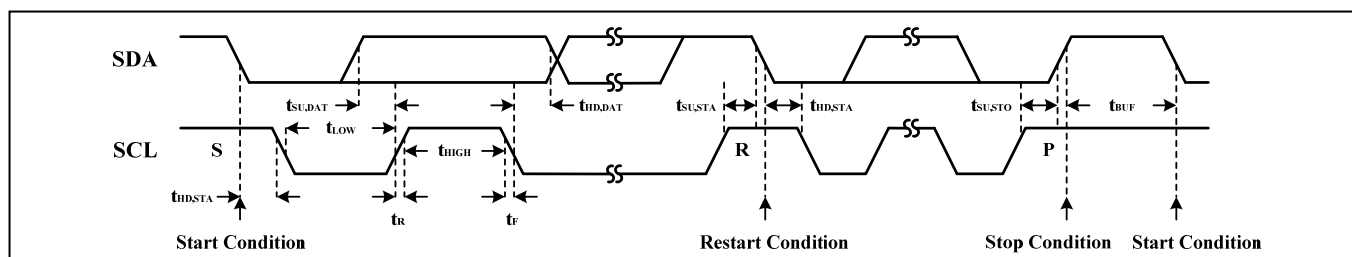 SDA
tSU,DAT
tHD,DAT
tSU,STA
tHD,STA
tSU,STO
tBUF
tLOW
SCL
S
tHIGH
R
P
tHD,STA
tR
tF
Start Condition
Restart Condition
Stop Condition
Start Condition